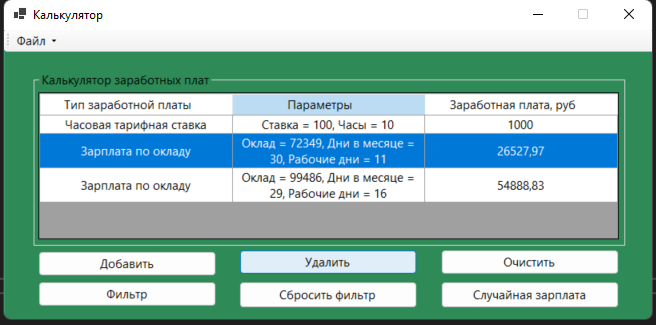 Калькулятор
Файл
Калькулятор заработных плат
Тип заработной платы Параметры Заработная плата, руб
Часовая тарифная ставка Ставка = 100, Часы = 10 1000
Зарплата по окладу Оклад = 72349, Дни в месяце =
30, Рабочие дни = 11 26527,97
Зарплата по окладу Оклад = 99486, Дни в месяце =
29, Рабочие дни = 16 54888,83
Добавить Удалить Очистить
Фильтр Сбросить фильтр Случайная зарплата